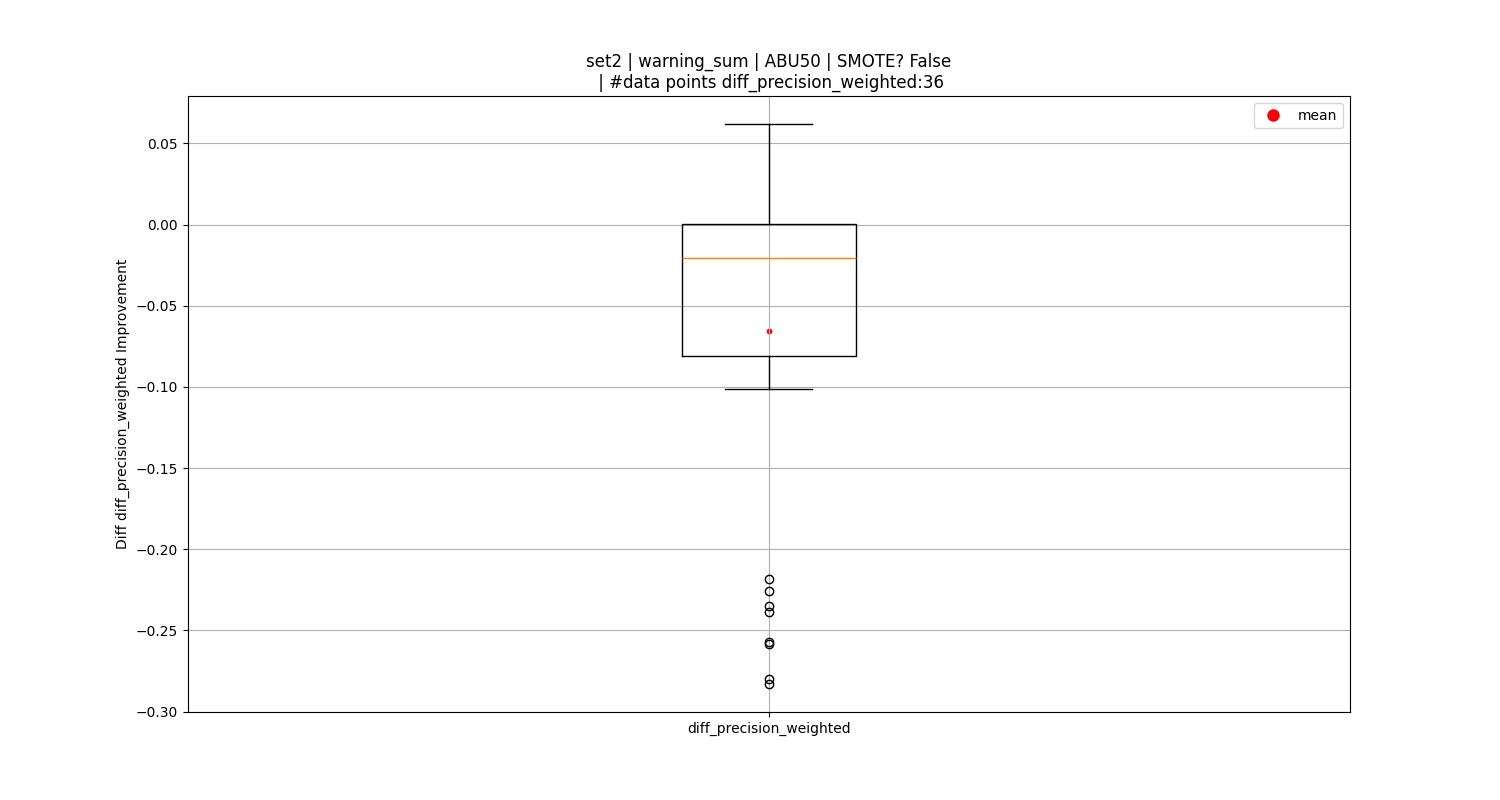 set2 | warning_sum | ABU50 | SMOTE? False
| #data points diff_precision_weighted:36
mean
0.05
0.00
−0.05
−0.10
−0.15
−0.20
−0.25
−0.30
Diff diff_precision_weighted Improvement
diff_precision_weighted